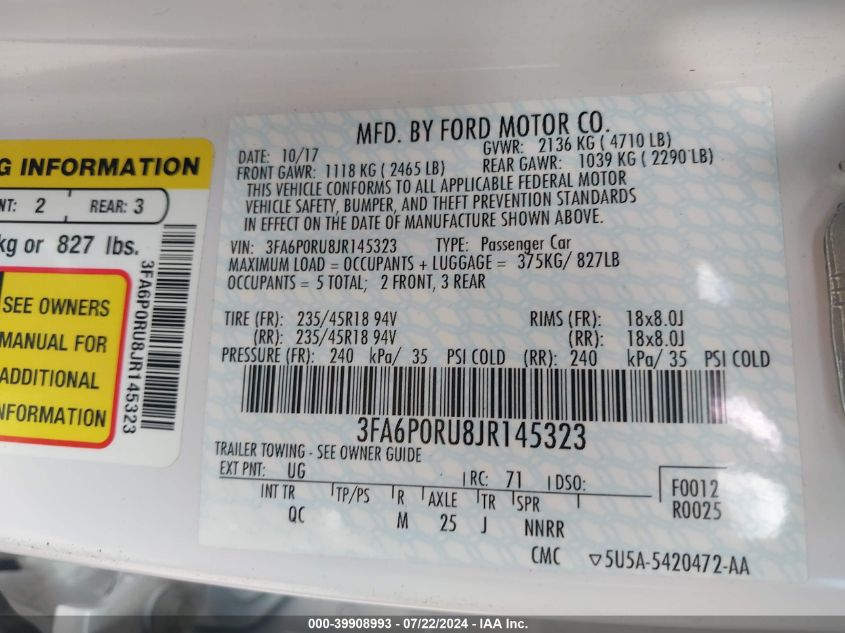 G INFORMATION
NT: 2 REAR: 3
kg or 827 lbs.
SEE OWNERS
MANUAL FOR
ADDITIONAL
INFORMATION
3FA6P0RU8JR145323
MFD. BY FORD MOTOR CO.
DATE: 10/17 GVWR: 2136 KG ( 4710 LB)
FRONT GAWR: 1118 KG ( 2465 LB) REAR GAWR: 1039 KG ( 2290 LB)
THIS VEHICLE CONFORMS TO ALL APPLICABLE FEDERAL MOTOR
VEHICLE SAFETY, BUMPER, AND THEFT PREVENTION STANDARDS
IN EFFECT ON THE DATE OF MANUFACTURE SHOWN ABOVE.
VIN: 3FA6P0RU8JR145323 TYPE: Passenger Car
MAXIMUM LOAD = OCCUPANTS + LUGGAGE = 375KG/ 827LB
OCCUPANTS = 5 TOTAL; 2 FRONT, 3 REAR
TIRE (FR): 235/45R18 94V RIMS (FR): 18x8.0J
(RR): 235/45R18 94V (RR): 18x8.0J
PRESSURE (FR): 240 kPa/ 35 PSI COLD (RR): 240 kPa/ 35 PSI COLD
3FA6P0RU8JR145323
TRAILER TOWING - SEE OWNER GUIDE
EXT PNT: UG RC: 71 DSO:
INT TR TP/PS R AXLE TR SPR
QC M 25 J NNRR
F0012
R0025
CMC ▽5U5A-5420472-AA
000-39908993 - 07/22/2024 - IAA Inc.